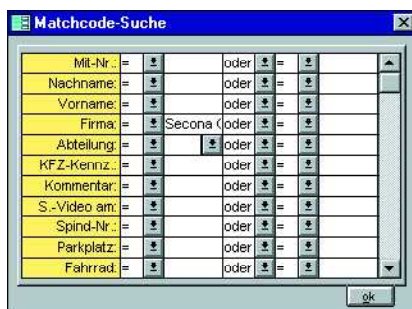 Matchcode-Suche
Mit-Nr.: = oder =
Nachname: = oder =
Vorname: = oder =
Firma: = Secona ( oder =
Abteilung: = oder =
KFZ-Kennz.: = oder =
Kommentar: = oder =
S.-Video am: = oder =
Spind-Nr.: = oder =
Parkplatz: = oder =
Fahrrad: = oder =
ok